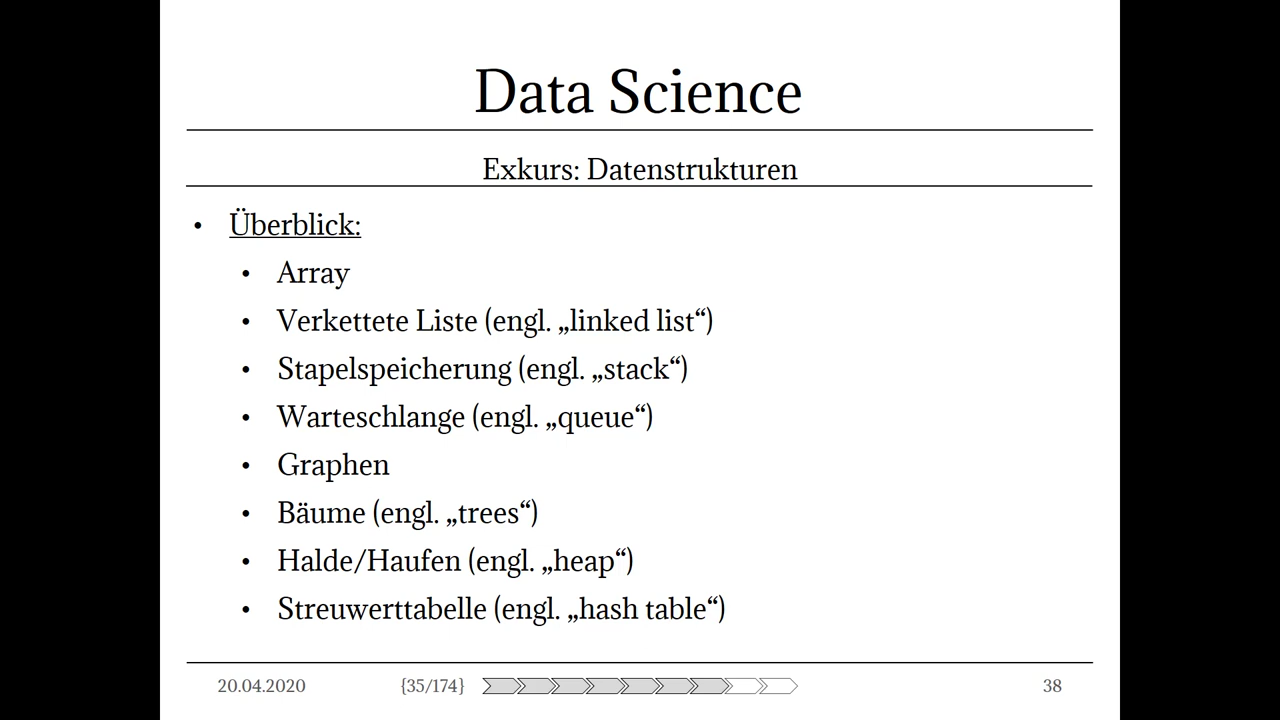 Data Science
Exkurs: Datenstrukturen
• Überblick:
• Array
• Verkettete Liste (engl. „linked list“)
• Stapelspeicherung (engl. „stack“)
• Warteschlange (engl. „queue“)
• Graphen
• Bäume (engl. „trees“)
• Halde/Haufen (engl. „heap“)
• Streuwerttabelle (engl. „hash table“)
20.04.2020 {35/174} 38